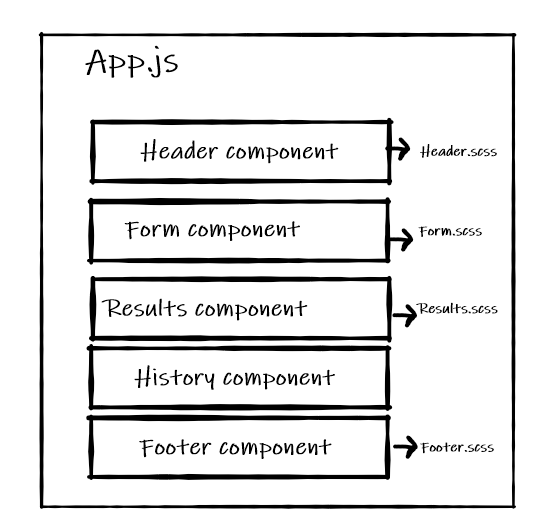 App.js
Header component
Header.scss
Form component
Form.scss
Results component
Results.scss
History component
Footer component
Footer.scss